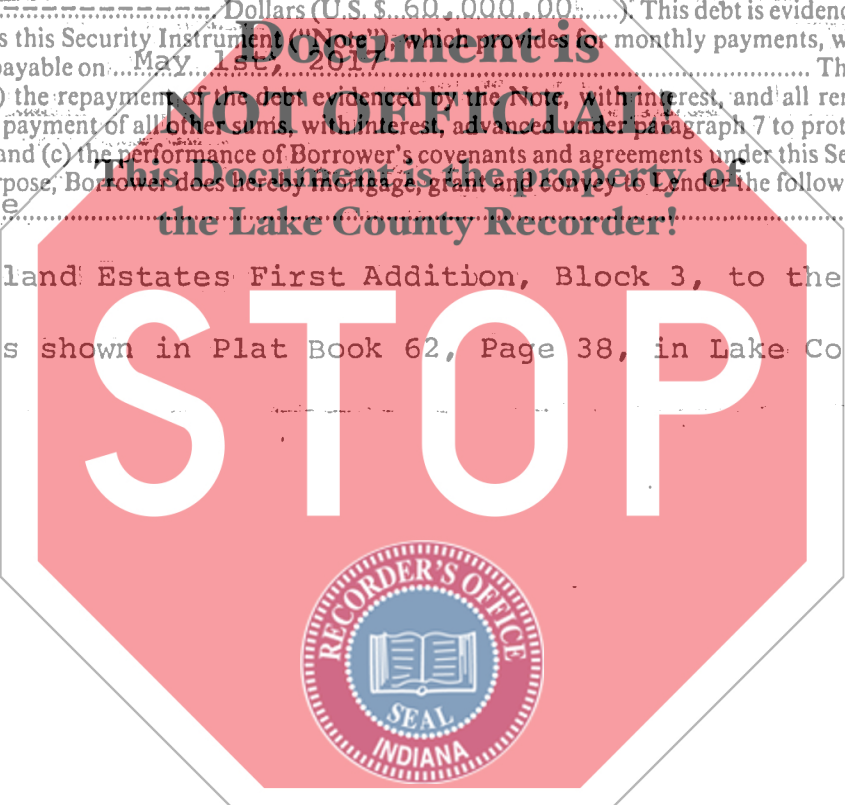 Dollars (U.S. $..60,000.00......). This debt is evidenc
s this Security Instrument ("Note"), which provides for monthly payments, w
Document is
payable on ...May 1st, 2017........ Th
) the repayment of the debt evidenced by the Note, with interest, and all ren
NOT OFFICIAL!
payment of all other sums, with interest, advanced under paragraph 7 to prot
and (c) the performance of Borrower's covenants and agreements under this Se
This Document is the property of
rpose, Borrower does hereby mortgage, grant and convey to Lender the follow
e
the Lake County Recorder!
land Estates First Addition, Block 3, to the
s shown in Plat Book 62, Page 38, in Lake Co
STOP
RECORDER'S OFFICE
SEAL
INDIANA